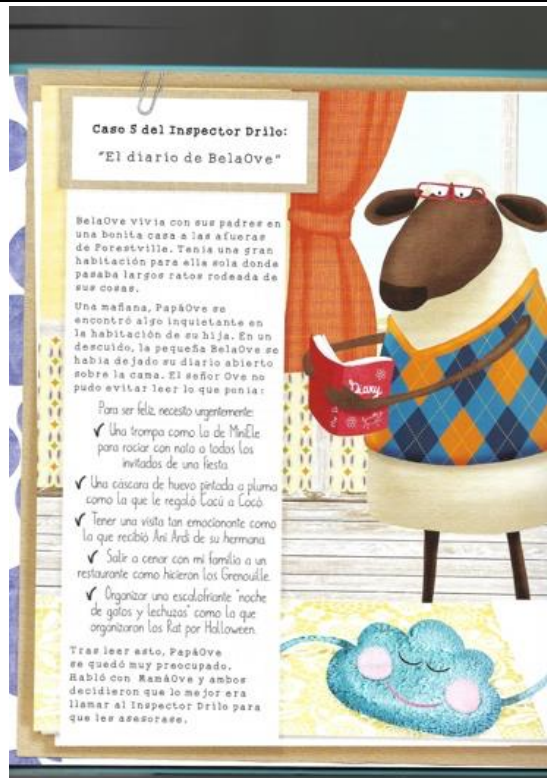 Caso 5 del Inspector Drilo:
"El diario de BelaOve"
BelaOve vivía con sus padres en
una bonita casa a las afueras
de Forestville. Tenía una gran
habitación para ella sola donde
pasaba largos ratos rodeada de
sus cosas.
Una mañana, PapáOve se
encontró algo inquietante en
la habitación de su hija. En un
descuido, la pequeña BelaOve se
había dejado su diario abierto
sobre la cama. El señor Ove no
pudo evitar leer lo que ponía:
Para ser feliz necesito urgentemente:
✓ Una trompa como la de MiniEle
para rociar con nata a todos los
invitados de una fiesta.
✓ Una cáscara de huevo pintada a pluma
como la que le regaló Cocú a Cocó.
✓ Tener una visita tan emocionante como
la que recibió Ani Ardi de su hermana.
✓ Salir a cenar con mi familia a un
restaurante como hicieron los Grenouille.
✓ Organizar una escalofriante "noche
de gatos y lechuzas" como la que
organizaron los Rat por Halloween.
Tras leer esto, PapáOve
se quedó muy preocupado.
Habló con MamáOve y ambos
decidieron que lo mejor era
llamar al Inspector Drilo para
que les asesorase.
Diary